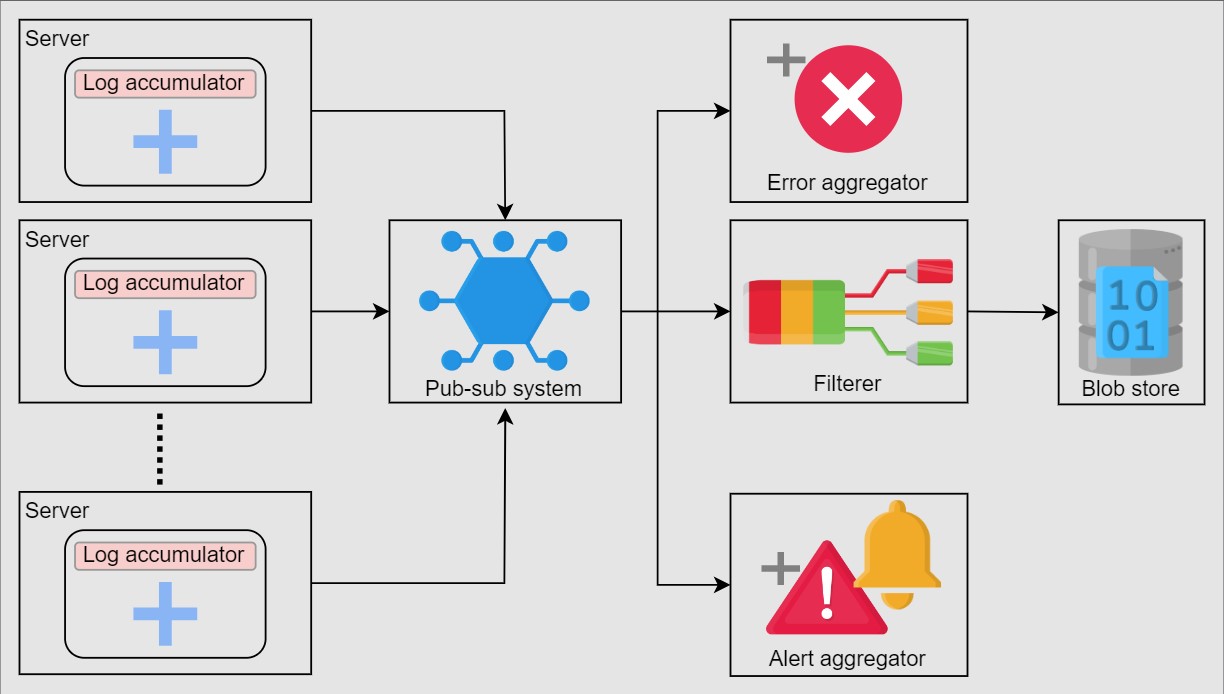 Server
Log accumulator
Server
Log accumulator
Server
Log accumulator
Pub-sub system
Error aggregator
Filterer
Alert aggregator
10
01
Blob store